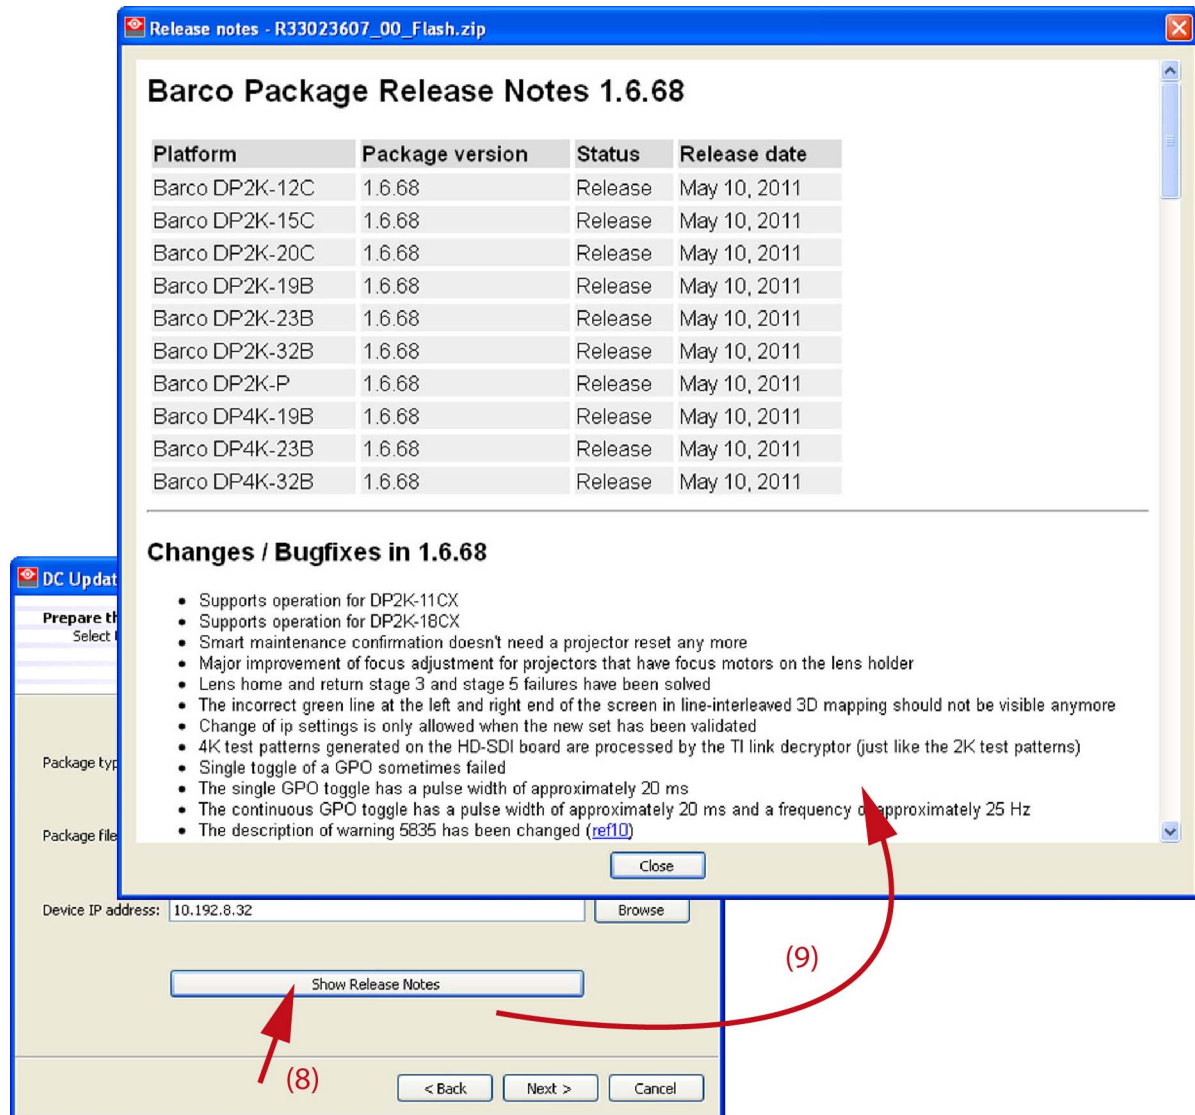 Release notes - R33023607_00_Flash.zip
Barco Package Release Notes 1.6.68
Platform Package version Status Release date
Barco DP2K-12C 1.6.68 Release May 10, 2011
Barco DP2K-15C 1.6.68 Release May 10, 2011
Barco DP2K-20C 1.6.68 Release May 10, 2011
Barco DP2K-19B 1.6.68 Release May 10, 2011
Barco DP2K-23B 1.6.68 Release May 10, 2011
Barco DP2K-32B 1.6.68 Release May 10, 2011
Barco DP2K-P 1.6.68 Release May 10, 2011
Barco DP4K-19B 1.6.68 Release May 10, 2011
Barco DP4K-23B 1.6.68 Release May 10, 2011
Barco DP4K-32B 1.6.68 Release May 10, 2011
Changes / Bugfixes in 1.6.68
• Supports operation for DP2K-11CX
• Supports operation for DP2K-18CX
• Smart maintenance confirmation doesn't need a projector reset any more
• Major improvement of focus adjustment for projectors that have focus motors on the lens holder
• Lens home and return stage 3 and stage 5 failures have been solved
• The incorrect green line at the left and right end of the screen in line-interleaved 3D mapping should not be visible anymore
• Change of ip settings is only allowed when the new set has been validated
• 4K test patterns generated on the HD-SDI board are processed by the TI link decryptor (just like the 2K test patterns)
• Single toggle of a GPO sometimes failed
• The single GPO toggle has a pulse width of approximately 20 ms
• The continuous GPO toggle has a pulse width of approximately 20 ms and a frequency of approximately 25 Hz
• The description of warning 5835 has been changed (ref10)
Close
DC Updat
Prepare th
Select
Package typ
Package file
Device IP address: 10.192.8.32 Browse
Show Release Notes
(9)
(8)
< Back Next > Cancel